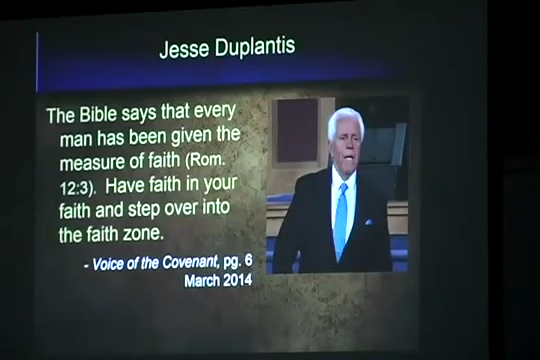 Jesse Duplantis
The Bible says that every
man has been given the
measure of faith (Rom.
12:3). Have faith in your
faith and step over into
the faith zone.
- Voice of the Covenant, pg. 6
March 2014